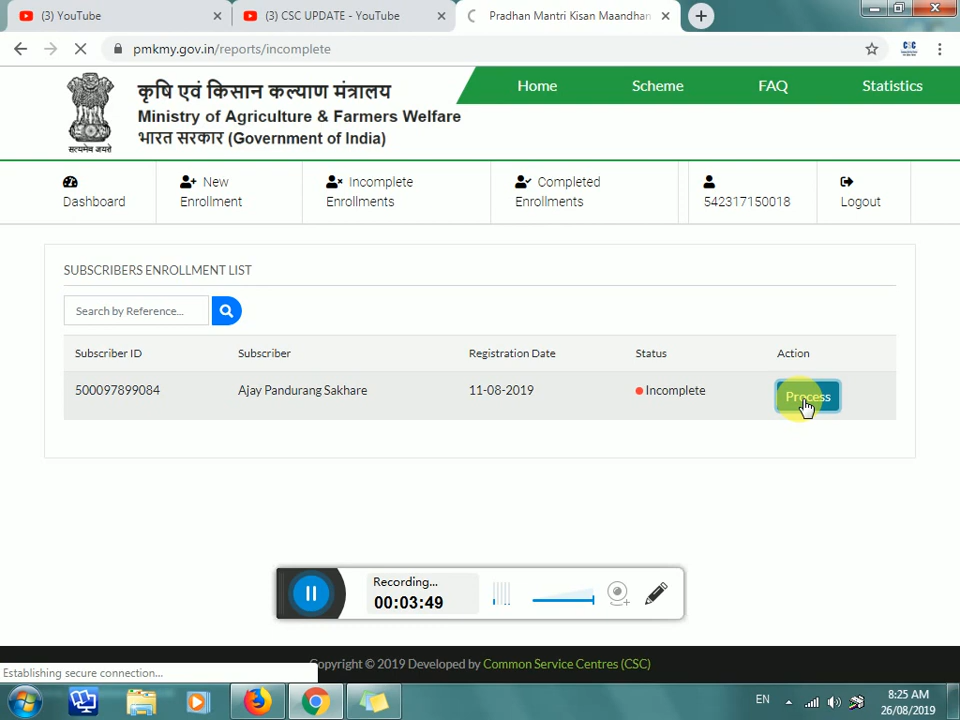 (3) YouTube
(3) CSC UPDATE - YouTube
Pradhan Mantri Kisan Maandhan
pmkmy.gov.in/reports/incomplete
कृषि एवं किसान कल्याण मंत्रालय
Ministry of Agriculture & Farmers Welfare
भारत सरकार (Government of India)
सत्यमेव जयते
Home
Scheme
FAQ
Statistics
Dashboard
New
Enrollment
Incomplete
Enrollments
Completed
Enrollments
542317150018
Logout
SUBSCRIBERS ENROLLMENT LIST
Search by Reference...
Subscriber ID
Subscriber
Registration Date
Status
Action
500097899084
Ajay Pandurang Sakhare
11-08-2019
Incomplete
Process
Recording...
00:03:49
Copyright © 2019 Developed by Common Service Centres (CSC)
Establishing secure connection...
EN
8:25 AM
26/08/2019